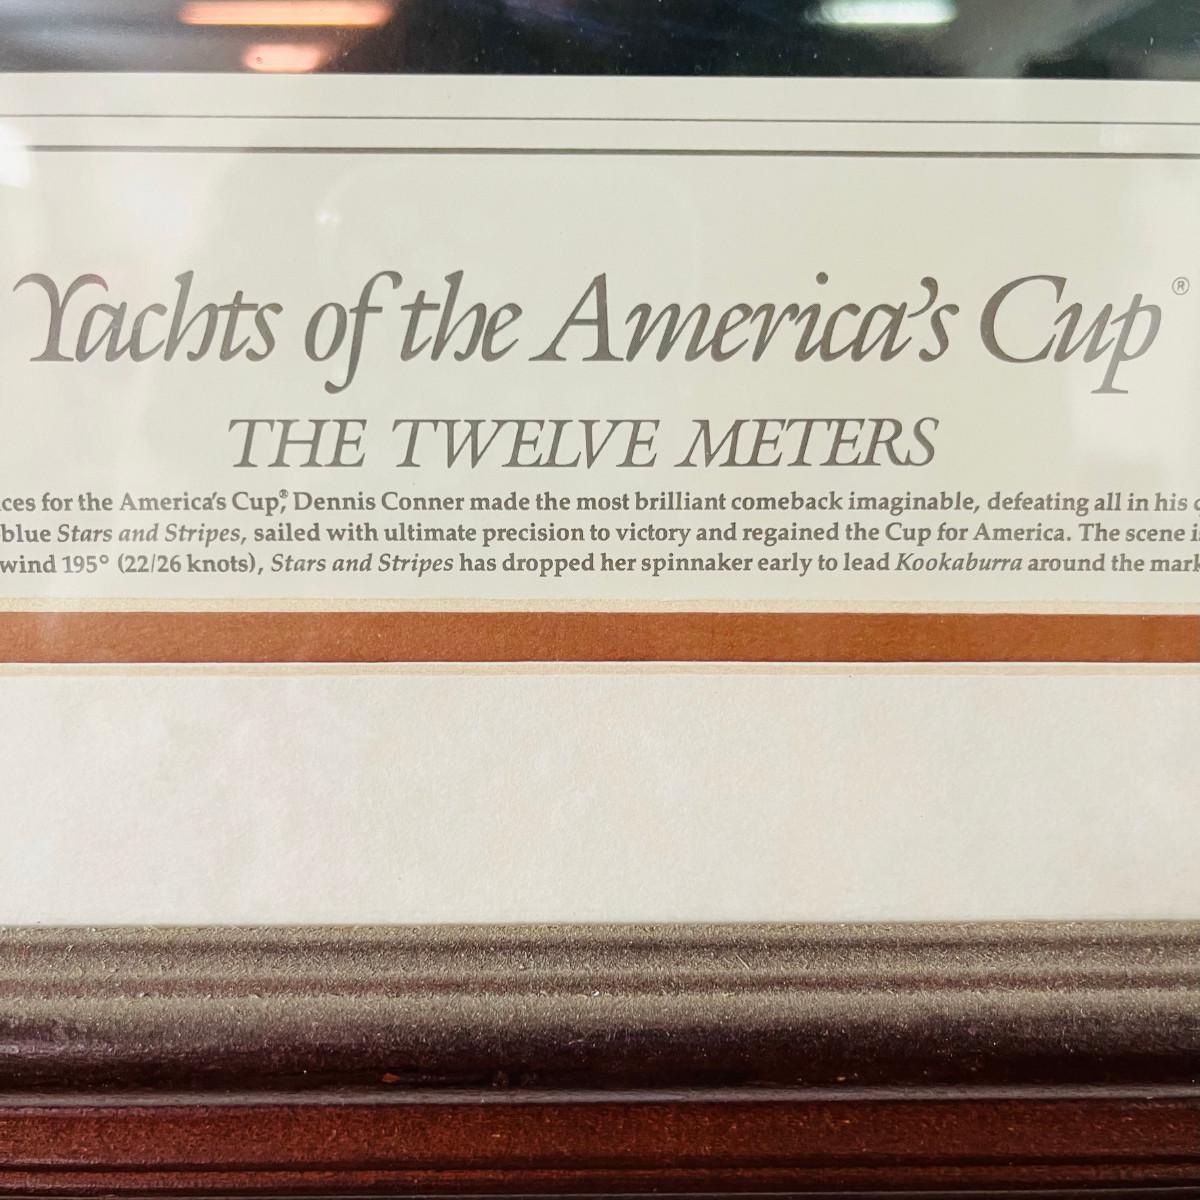 Yachts of the America's Cup®
THE TWELVE METERS
ces for the America's Cup,® Dennis Conner made the most brilliant comeback imaginable, defeating all in his
blue Stars and Stripes, sailed with ultimate precision to victory and regained the Cup for America. The scene
wind 195° (22/26 knots), Stars and Stripes has dropped her spinnaker early to lead Kookaburra around the mark